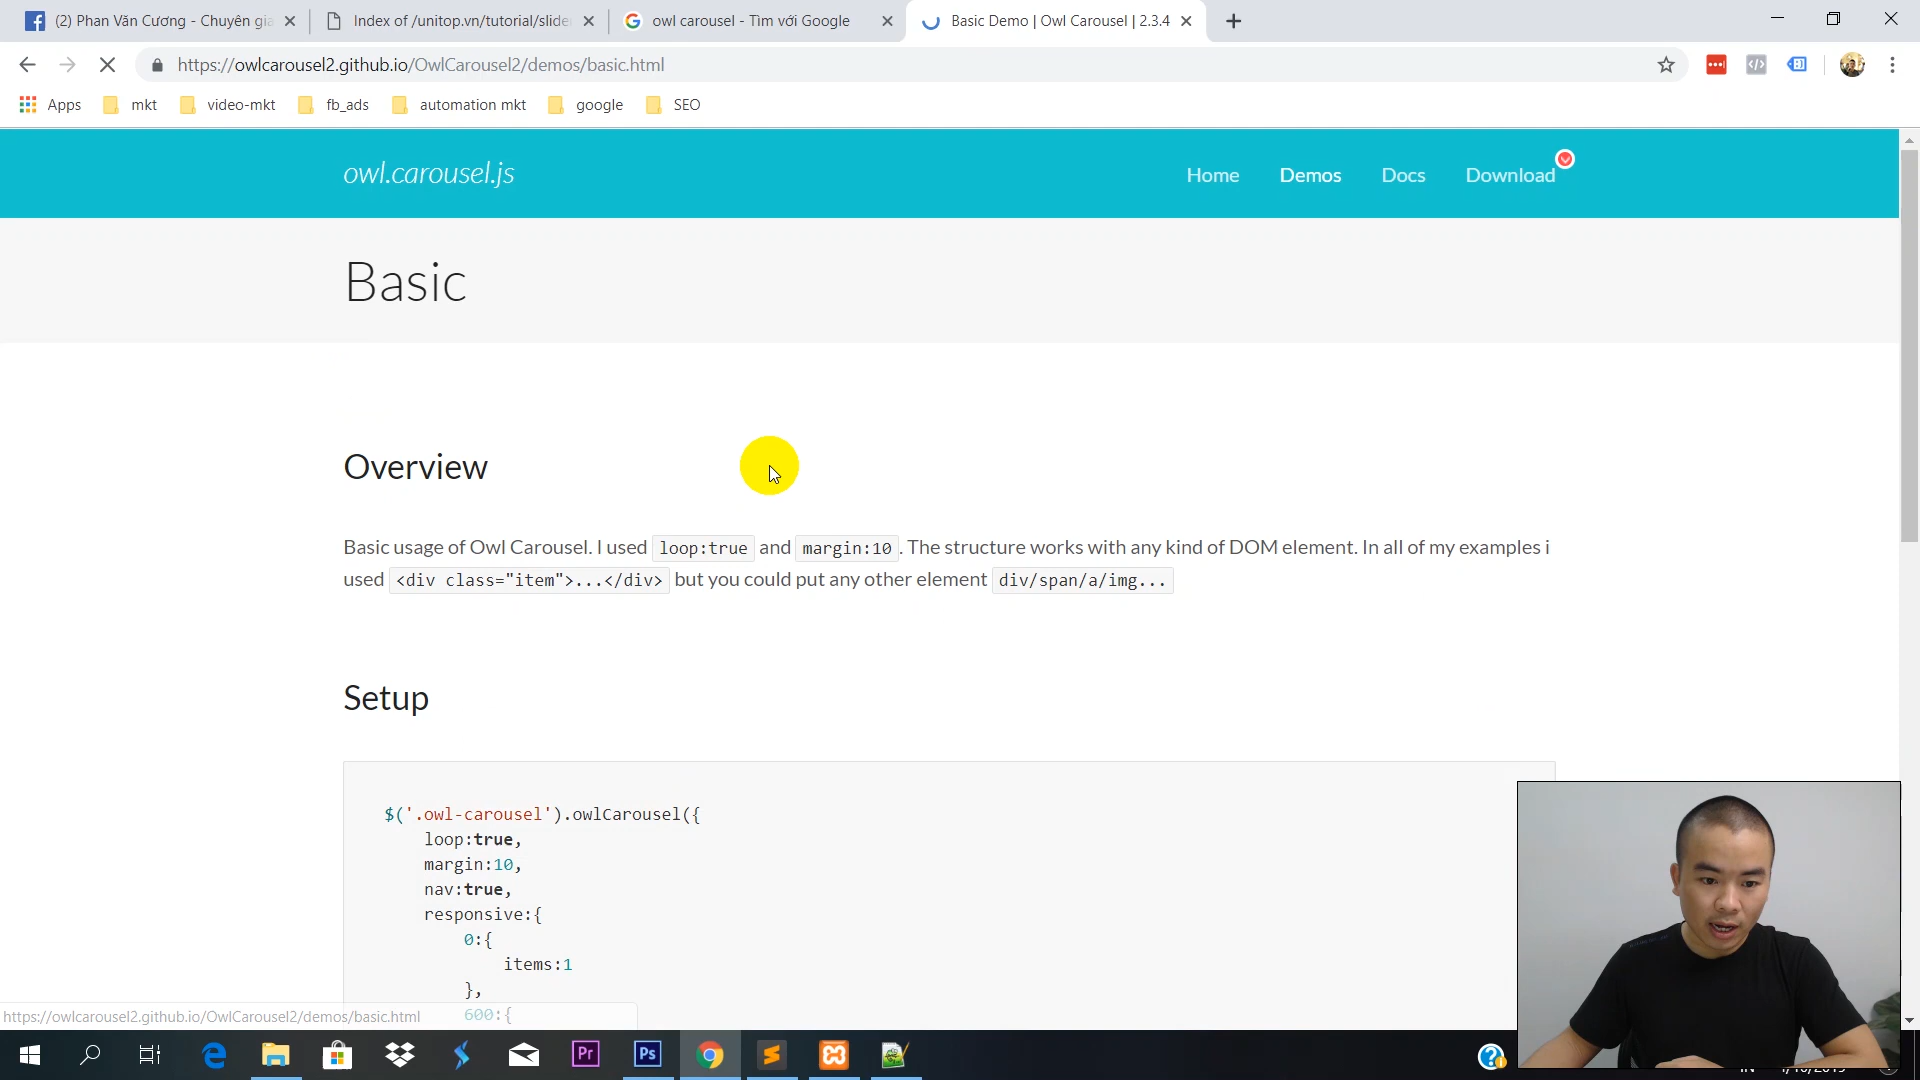 (2) Phan Văn Cương - Chuyên gia
Index of /unitop.vn/tutorial/slide
owl carousel - Tìm với Google
Basic Demo | Owl Carousel | 2.3.4
https://owlcarousel2.github.io/OwlCarousel2/demos/basic.html
Apps
mkt
video-mkt
fb_ads
automation mkt
google
SEO
owl.carousel.js
Home
Demos
Docs
Download
Basic
Overview
Basic usage of Owl Carousel. I used loop:true and margin:10. The structure works with any kind of DOM element. In all of my examples i
used <div class="item">...</div> but you could put any other element div/span/a/img...
Setup
$('.owl-carousel').owlCarousel({
loop:true,
margin:10,
nav:true,
responsive:{
0:{
items:1
},
600:{
https://owlcarousel2.github.io/OwlCarousel2/demos/basic.html
Pr
Ps